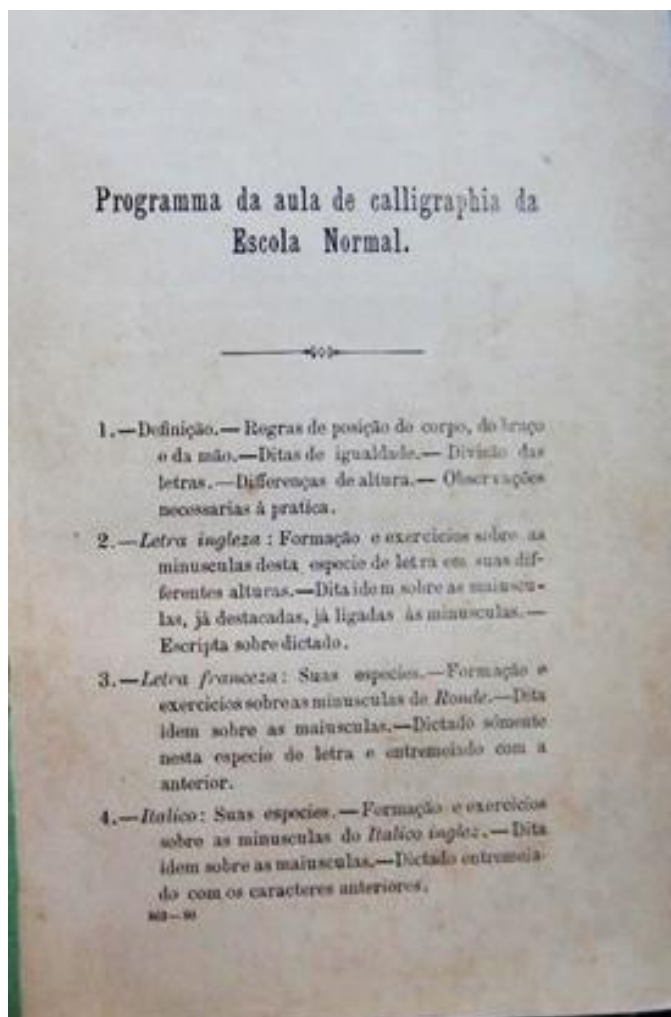 Programma da aula de calligraphia da
Escola Normal.
1.—Definição.—Regras de posição do corpo, do braço
e da mão.—Ditas de igualdade.—Divisão das
letras.—Differenças de altura.—Observações
necessarias á pratica.
2.—Letra ingleza: Formação e exercicios sobre as
minusculas desta especie de letra em suas dif-
ferentes alturas.—Dita idem sobre as maiuscu-
las, já destacadas, já ligadas ás minusculas.—
Escripta sobre dictado.
3.—Letra franceza: Suas especies.—Formação e
exercicios sobre as minusculas de Ronde.—Dita
idem sobre as maiusculas.—Dictado sómente
nesta especie de letra e entremeiado com a
anterior.
4.—Italico: Suas especies.—Formação e exercicios
sobre as minusculas do Italico inglez.—Dita
idem sobre as maiusculas.—Dictado entremeia-
do com os caracteres anteriores.